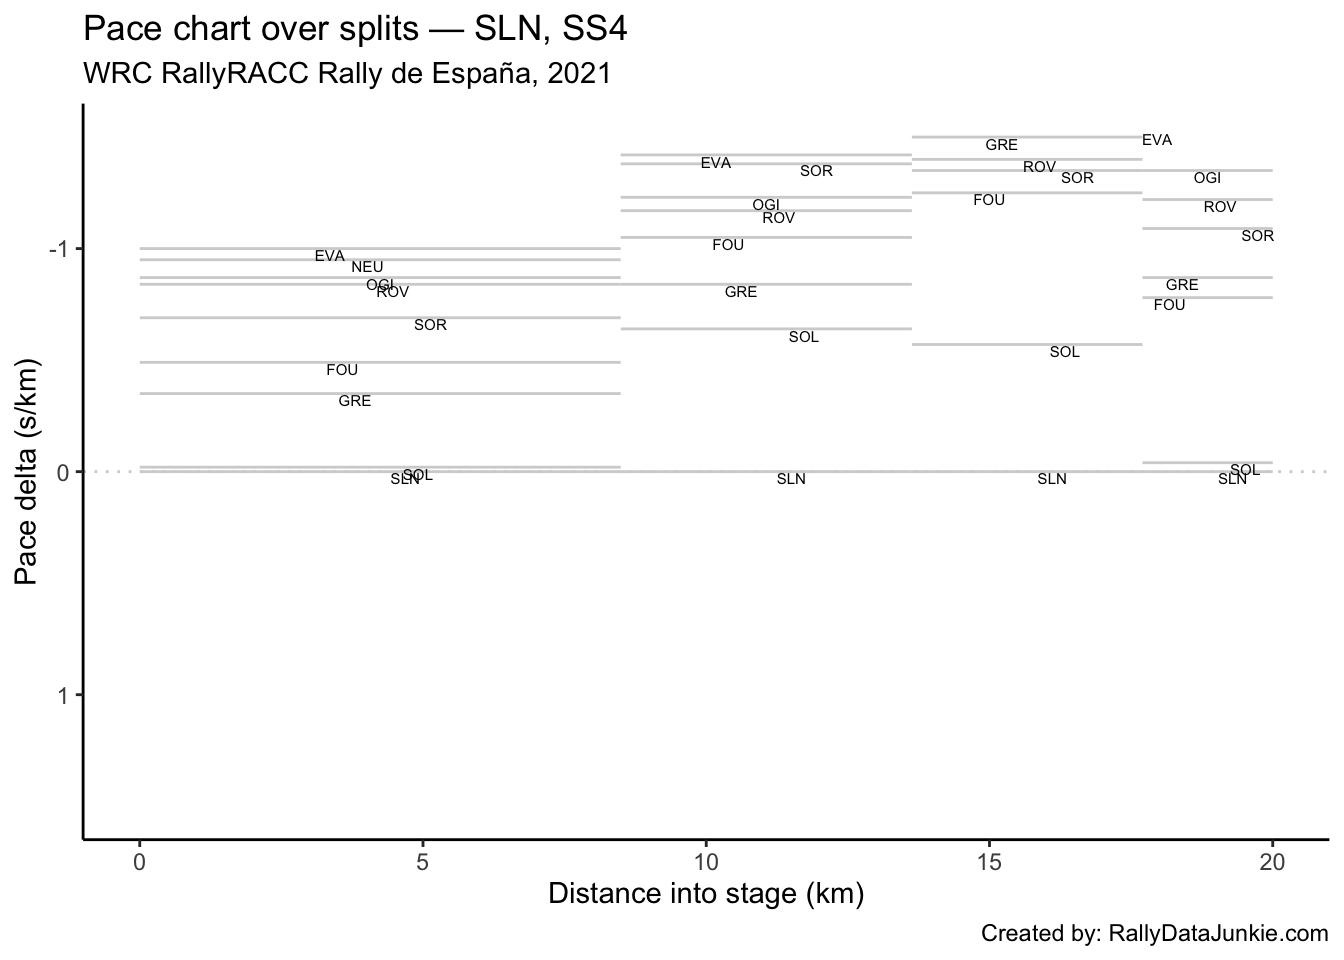 Pace chart over splits — SLN, SS4
WRC RallyRACC Rally de España, 2021
EVA
GRE
EVA
SOR
ROV
SOR
OGI
FOU
OGI
ROV
ROV
FOU
SOR
-1
EVA
NEU
OGI
ROV
GRE
GRE
FOU
SOR
SOL
SOL
FOU
GRE
0
SOL
SLN
SLN
SLN
SOL
SLN
1
Pace delta (s/km)
0 5 10 15 20
Distance into stage (km)
Created by: RallyDataJunkie.com